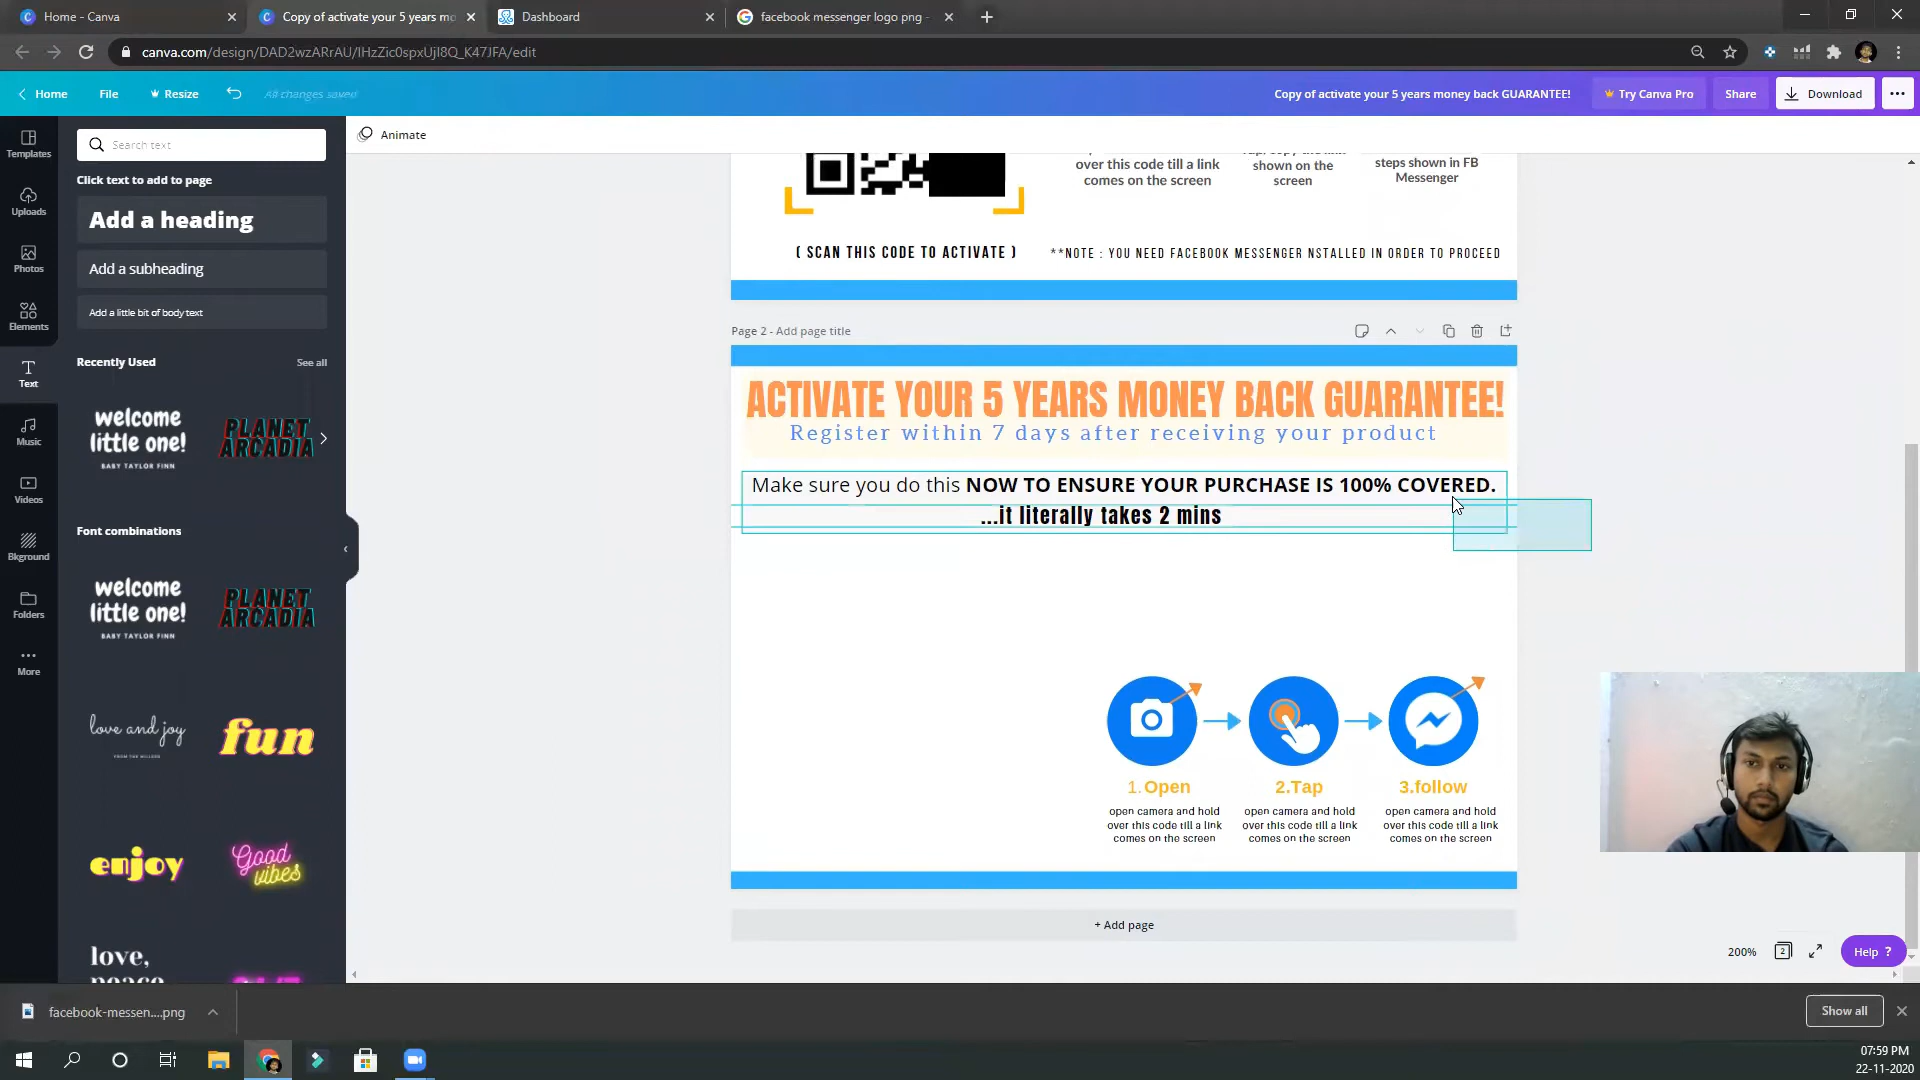 Home - Canva
Copy of activate your 5 years mo
Dashboard
facebook messenger logo png -
canva.com/design/DAD2wzARrAU/IHzZic0spxUjI8Q_K47JFA/edit
Home
File
Resize
All changes saved
Copy of activate your 5 years money back GUARANTEE!
Try Canva Pro
Share
Download
Templates
Uploads
Photos
Elements
Text
Music
Videos
Bkground
Folders
More
Search text
Click text to add to page
Add a heading
Add a subheading
Add a little bit of body text
Recently Used
See all
welcome
little one!
BABY TAYLOR FINN
PLANET
ARCADIA
Font combinations
welcome
little one!
BABY TAYLOR FINN
PLANET
ARCADIA
love and joy
fun
enjoy
Good
vibes
love,
Animate
over this code till a link
comes on the screen
shown on the
screen
steps shown in FB
Messenger
( SCAN THIS CODE TO ACTIVATE )
**NOTE : YOU NEED FACEBOOK MESSENGER NSTALLED IN ORDER TO PROCEED
Page 2 - Add page title
ACTIVATE YOUR 5 YEARS MONEY BACK GUARANTEE!
Register within 7 days after receiving your product
Make sure you do this NOW TO ENSURE YOUR PURCHASE IS 100% COVERED.
...it literally takes 2 mins
1.Open
open camera and hold
over this code till a link
comes on the screen
2.Tap
open camera and hold
over this code till a link
comes on the screen
3.follow
open camera and hold
over this code till a link
comes on the screen
+ Add page
200%
2
Help ?
facebook-messen....png
Show all
07:59 PM
22-11-2020